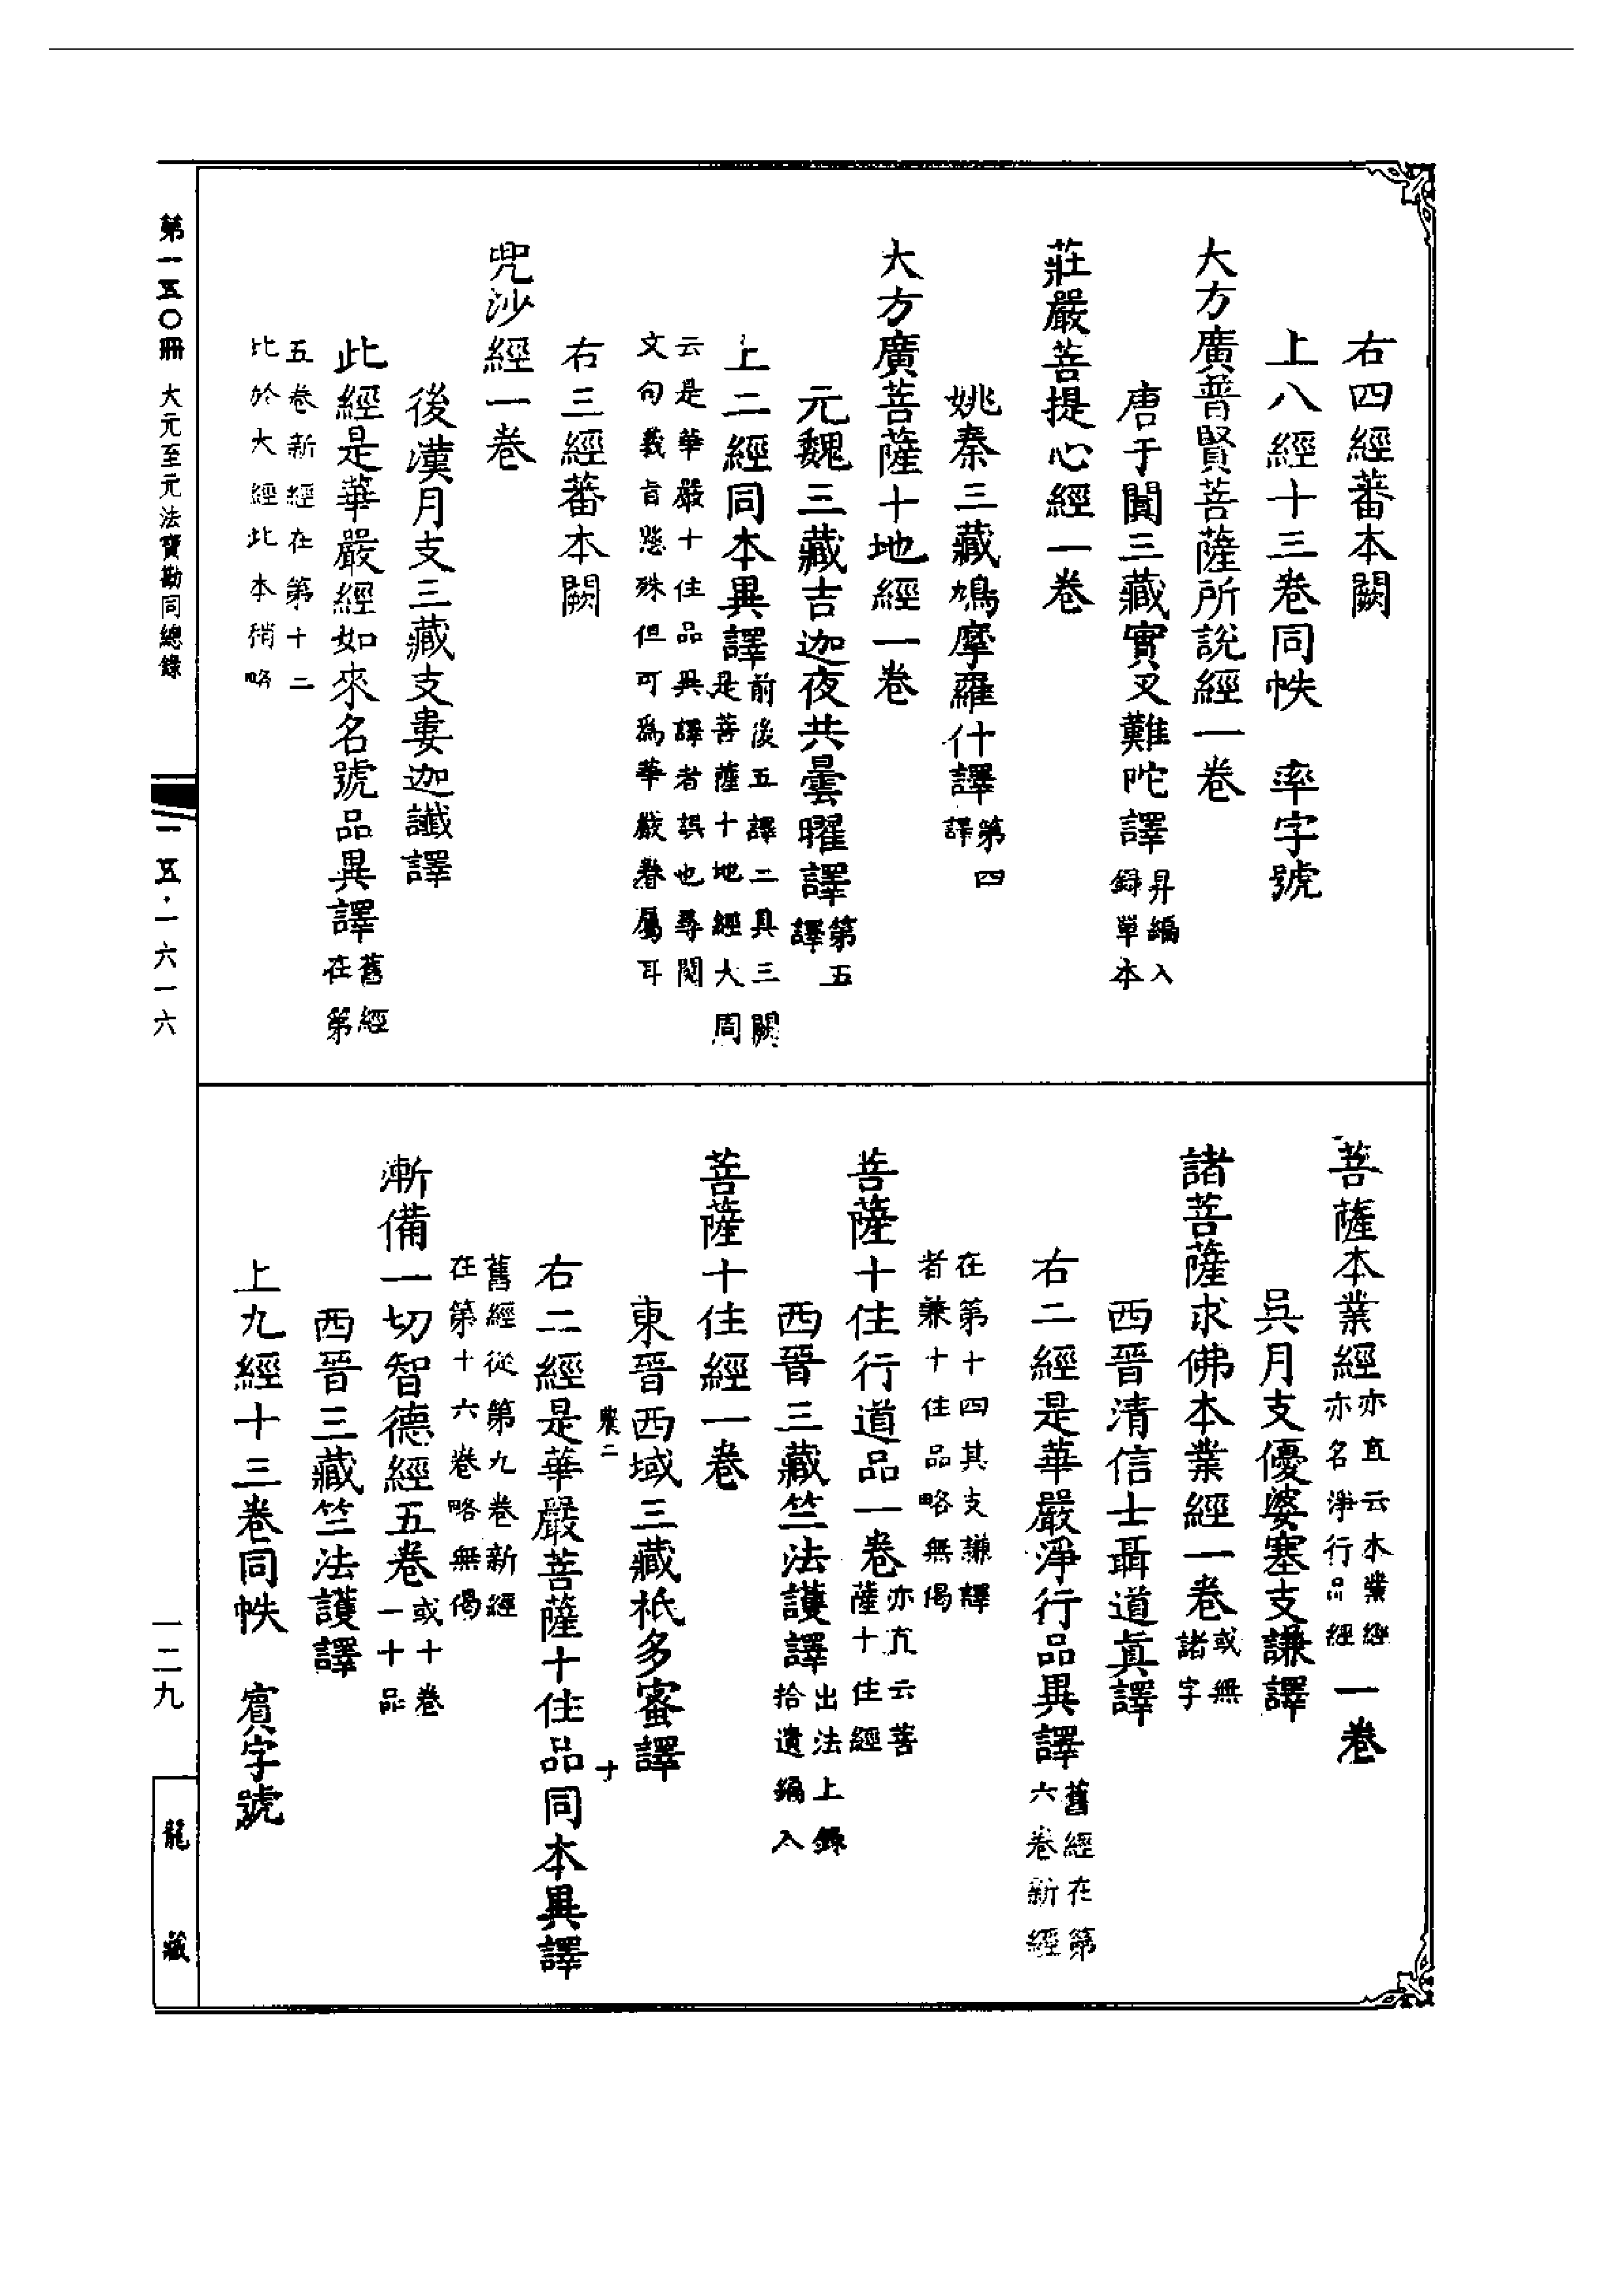 右四經蕃本闕
上八經十三卷同帙　率字號
大方廣普賢菩薩所説經一卷
唐于闐三藏實叉難陀譯昇編入錄單本
莊嚴菩提心經一卷
姚秦三藏鳩摩羅什譯第四譯
大方廣菩薩十地經一卷
元魏三藏吉迦夜共曇曜譯第五譯
上二經同本異譯前後五譯二具三闕是菩薩十地經大周
云是華嚴十住品異譯者誤也尋閱
文句義旨懸殊但可爲華嚴眷屬耳
右三經蕃本闕
兜沙經一卷
後漢月支三藏支婁迦讖譯
此經是華嚴經如來名號品異譯舊經在第
五卷新經在第十二
比於大經此本稍略
菩薩本業經亦直云本業經亦名淨行品經一卷
吳月支優婆塞支謙譯
諸菩薩求佛本業經一卷或無諸字
西晉清信士聶道眞譯
右二經是華嚴淨行品異譯舊經在第六卷新經
在第十四其支謙譯
者兼十住品略無偈
菩薩十住行道品一卷亦直云菩薩十住經
西晉三藏竺法護譯出法上錄拾遺編入
菩薩十住經一卷
東晉西域三藏祇多蜜譯
農二　十
右二經是華嚴菩薩十住品同本異譯
舊經從第九卷新經
在第十六卷略無偈
漸備一切智德經五卷或十卷一十品
西晉三藏竺法護譯
上九經十三卷同帙　賓字號
第一五〇冊　大元至元法寶勘同總錄
一五·一六一六
一二九
龍藏